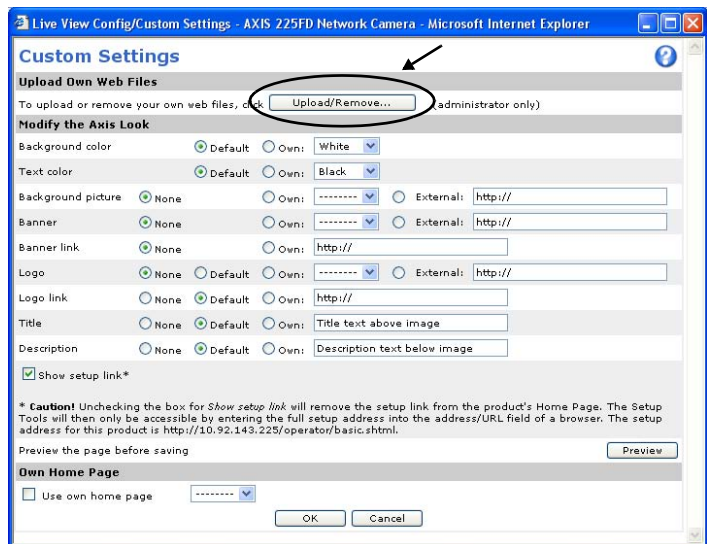 Live View Config/Custom Settings - AXIS 225FD Network Camera - Microsoft Internet Explorer
Custom Settings
Upload Own Web Files
To upload or remove your own web files, click Upload/Remove... (administrator only)
Modify the Axis Look
Background color Default Own: White
Text color Default Own: Black
Background picture None Own: -------- External: http://
Banner None Own: -------- External: http://
Banner link None Own: http://
Logo None Default Own: -------- External: http://
Logo link None Default Own: http://
Title None Default Own: Title text above image
Description None Default Own: Description text below image
Show setup link*
* Caution! Unchecking the box for Show setup link will remove the setup link from the product's Home Page. The Setup
Tools will then only be accessible by entering the full setup address into the address/URL field of a browser. The setup
address for this product is http://10.92.143.225/operator/basic.shtml.
Preview the page before saving Preview
Own Home Page
Use own home page --------
OK Cancel